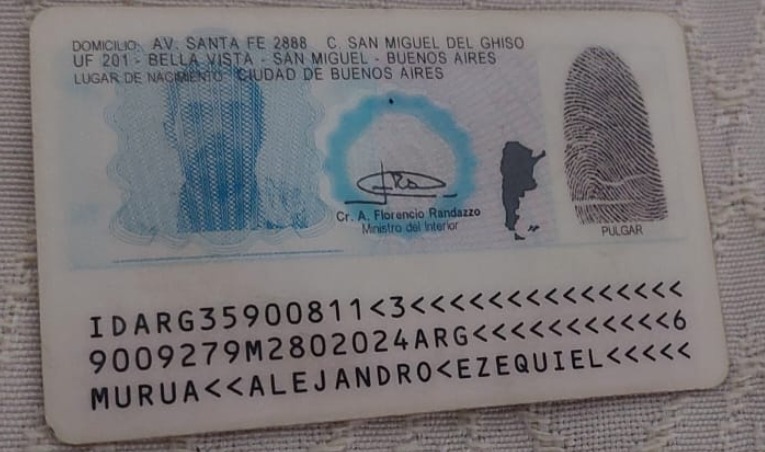 DOMICILIO: AV. SANTA FE 2888 C. SAN MIGUEL DEL GHISO
UF 201 - BELLA VISTA - SAN MIGUEL - BUENOS AIRES
LUGAR DE NACIMIENTO: CIUDAD DE BUENOS AIRES
Cr. A. Florencio Randazzo
Ministro del Interior
PULGAR
IDARG35900811<3<<<<<<<<<<<<<<<
9009279M2802024ARG<<<<<<<<<<<6
MURUA<<ALEJANDRO<EZEQUIEL<<<<<